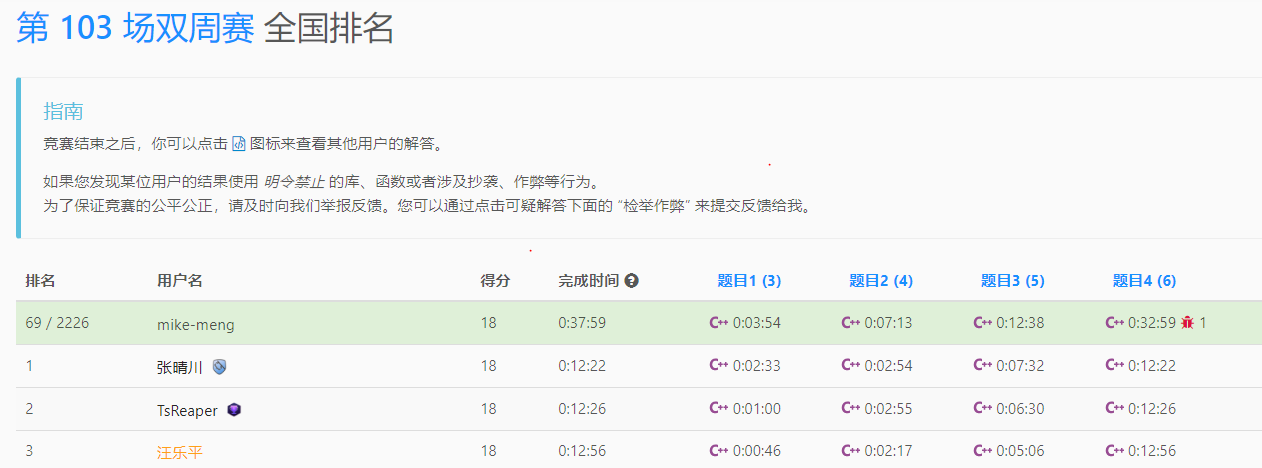 第 103 场双周赛 全国排名
指南
竞赛结束之后，你可以点击 图标来查看其他用户的解答。
如果您发现某位用户的结果使用 明令禁止 的库、函数或者涉及抄袭、作弊等行为。
为了保证竞赛的公平公正，请及时向我们举报反馈。您可以通过点击可疑解答下面的 “检举作弊” 来提交反馈给我。
排名 用户名 得分 完成时间 ? 题目1 (3) 题目2 (4) 题目3 (5) 题目4 (6)
69 / 2226 mike-meng 18 0:37:59 C++ 0:03:54 C++ 0:07:13 C++ 0:12:38 C++ 0:32:59 1
1 张晴川 18 0:12:22 C++ 0:02:33 C++ 0:02:54 C++ 0:07:32 C++ 0:12:22
2 TsReaper 18 0:12:26 C++ 0:01:00 C++ 0:02:55 C++ 0:06:30 C++ 0:12:26
3 汪乐平 18 0:12:56 C++ 0:00:46 C++ 0:02:17 C++ 0:05:06 C++ 0:12:56